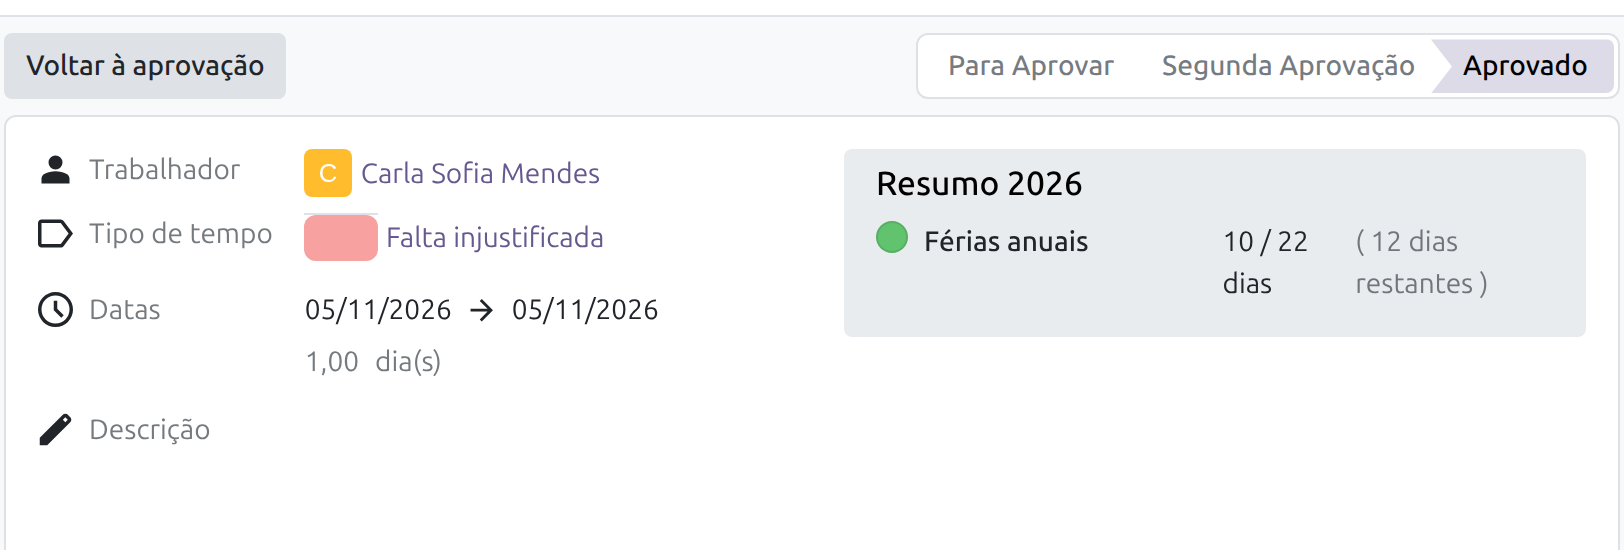 Voltar à aprovação
Para Aprovar Segunda Aprovação Aprovado
Trabalhador C Carla Sofia Mendes
Tipo de tempo Falta injustificada
Datas 05/11/2026 → 05/11/2026
1,00 dia(s)
Descrição
Resumo 2026
Férias anuais 10 / 22 ( 12 dias
dias restantes )